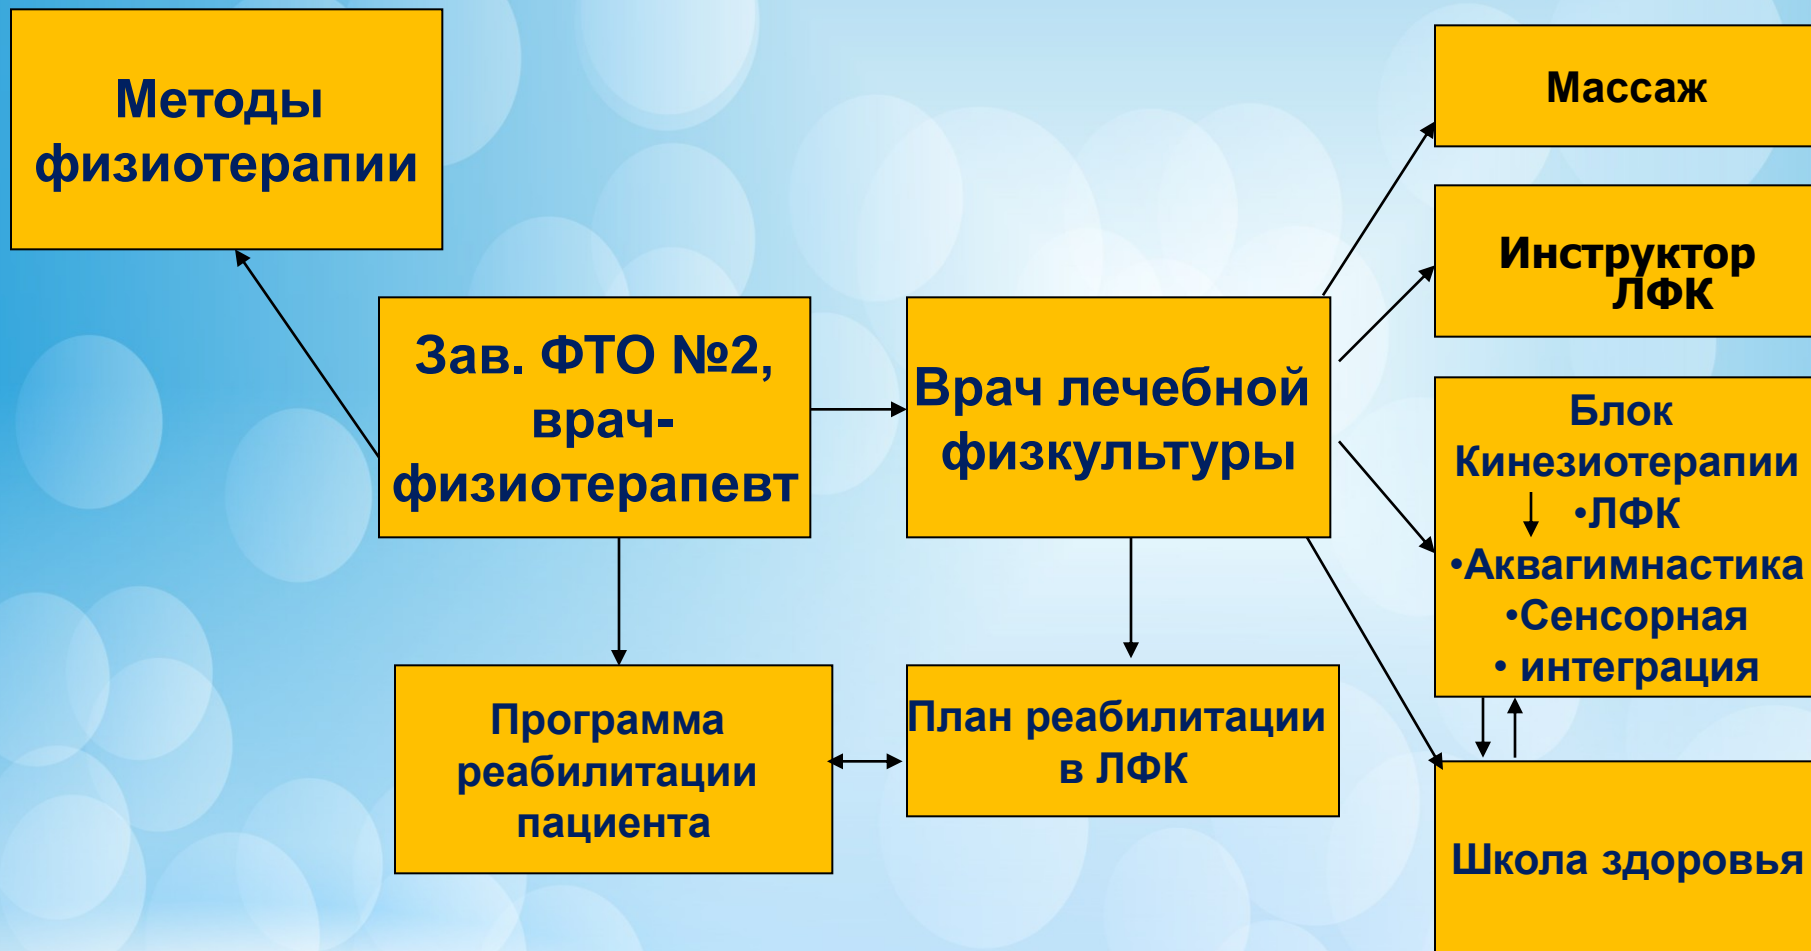 Методы
физиотерапии
Зав. ФТО №2,
врач-
физиотерапевт
Врач лечебной
физкультуры
Программа
реабилитации
пациента
План реабилитации
в ЛФК
Массаж
Инструктор
ЛФК
Блок
Кинезиотерапии
•ЛФК
•Аквагимнастика
•Сенсорная
• интеграция
Школа здоровья